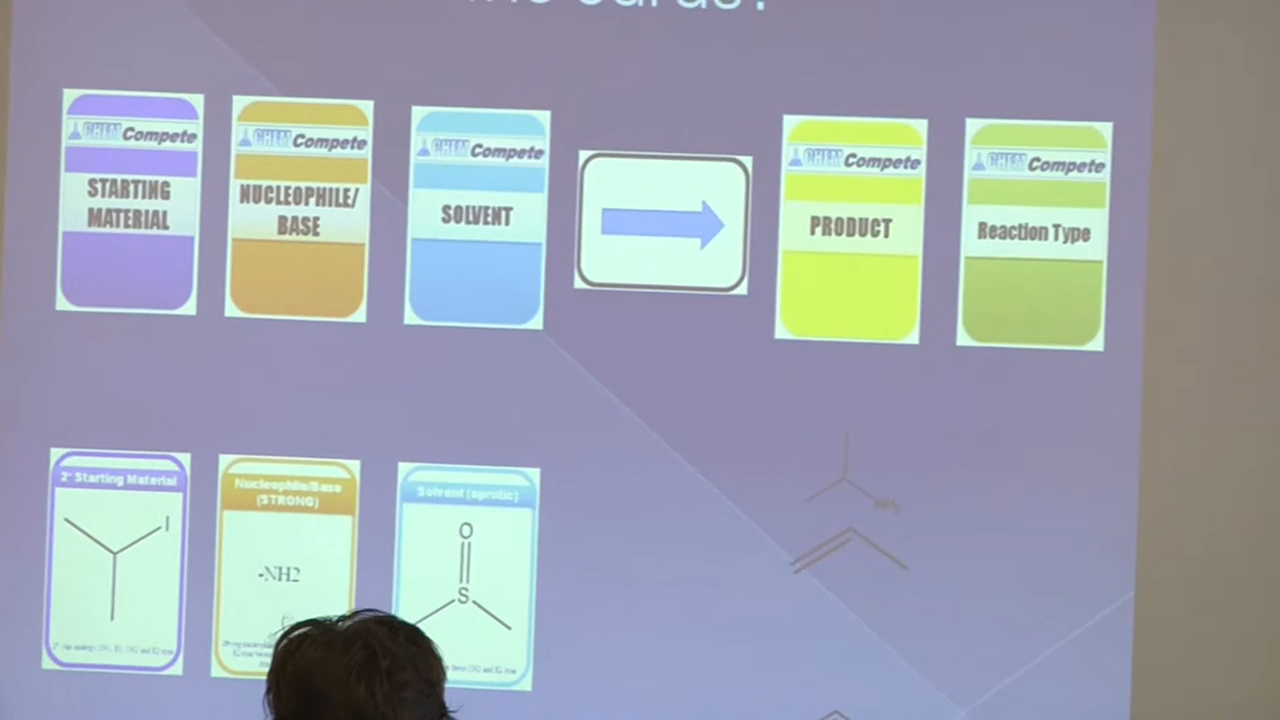 CHEM Compete
STARTING
MATERIAL
CHEM Compete
NUCLEOPHILE/
BASE
CHEM Compete
SOLVENT
CHEM Compete
PRODUCT
CHEM Compete
Reaction Type
2° Starting Material
I
Nucleophile/Base
(STRONG)
-NH2
Solvent (aprotic)
O
S
NH2